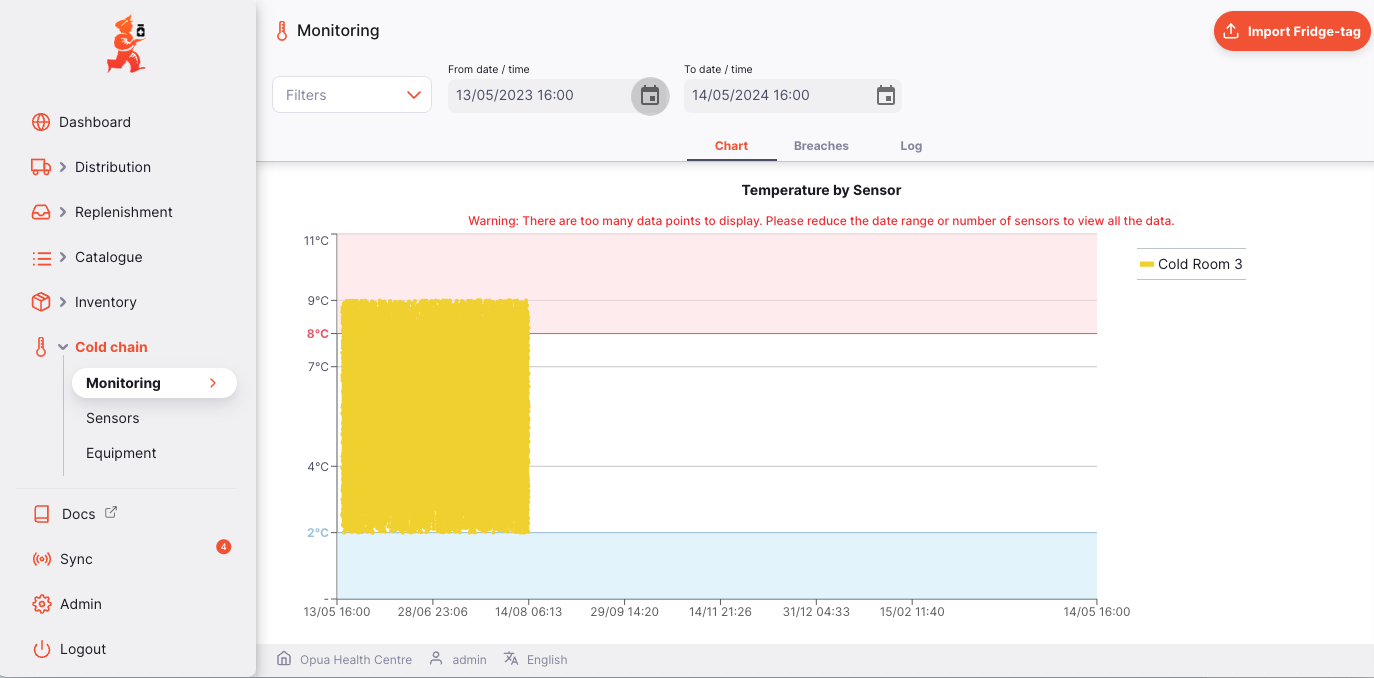 Monitoring
Import Fridge-tag
Filters
From date / time
13/05/2023 16:00
To date / time
14/05/2024 16:00
Chart
Breaches
Log
Dashboard
Distribution
Replenishment
Catalogue
Inventory
Cold chain
Monitoring
Sensors
Equipment
Docs
Sync
4
Admin
Logout
Temperature by Sensor
Warning: There are too many data points to display. Please reduce the date range or number of sensors to view all the data.
11°C
9°C
8°C
7°C
4°C
2°C
-
13/05 16:00
28/06 23:06
14/08 06:13
29/09 14:20
14/11 21:26
31/12 04:33
15/02 11:40
14/05 16:00
Cold Room 3
Opua Health Centre
admin
English